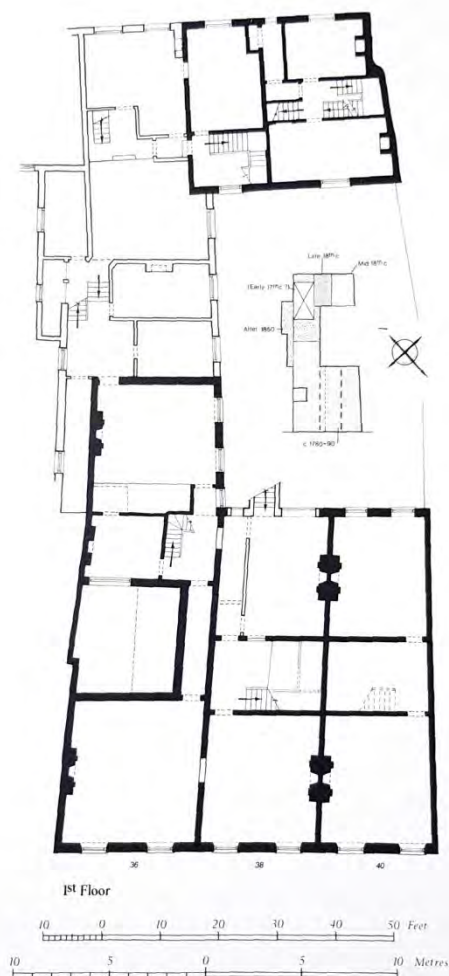 Late 18TH c
Mid 18TH c
(Early 17TH c ?)
After 1850
c 1760-90
36 38 40
1st Floor
10 0 10 20 30 40 50 Feet
10 5 0 5 10 Metres